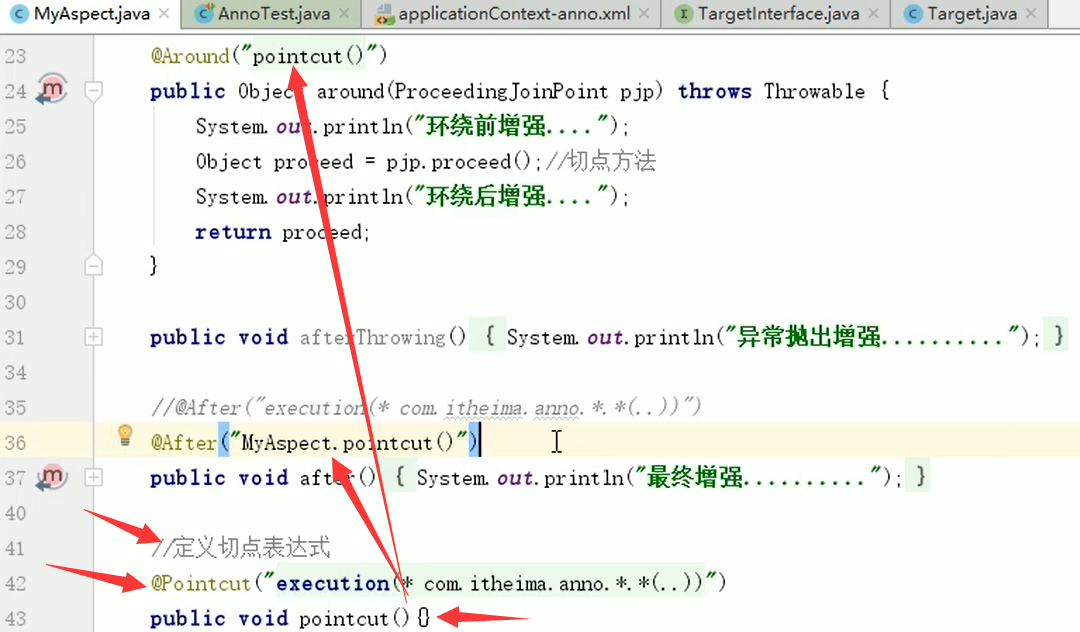 MyAspect.java × AnnoTest.java × applicationContext-anno.xml × TargetInterface.java × Target.java ×
23 @Around("pointcut()")
24 public Object around(ProceedingJoinPoint pjp) throws Throwable {
25 System.out.println("环绕前增强....");
26 Object proceed = pjp.proceed();//切点方法
27 System.out.println("环绕后增强....");
28 return proceed;
29 }
30
31 public void afterThrowing() { System.out.println("异常抛出增强.........."); }
34
35 //@After("execution(* com.itheima.anno.*.*(..))")
36 @After("MyAspect.pointcut()")
37 public void after() { System.out.println("最终增强.........."); }
40
41 //定义切点表达式
42 @Pointcut("execution(* com.itheima.anno.*.*(..))")
43 public void pointcut(){}